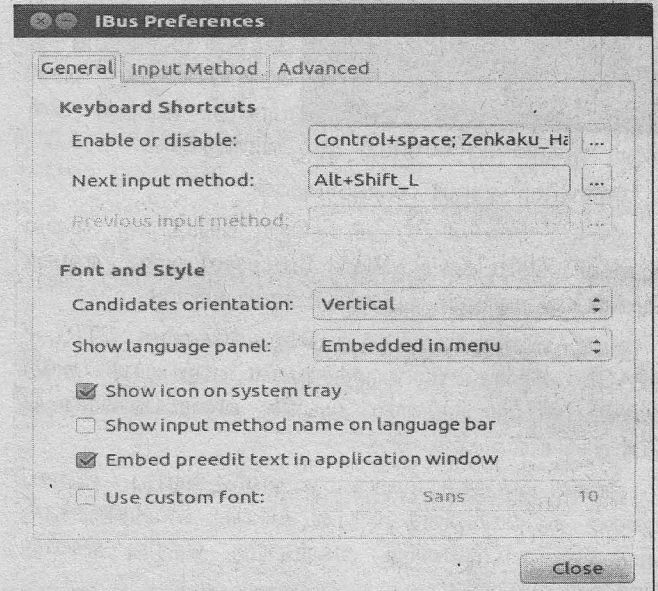 IBus Preferences
General Input Method Advanced
Keyboard Shortcuts
Enable or disable: Control+space; Zenkaku_Ha ...
Next input method: Alt+Shift_L ...
Previous input method: ...
Font and Style
Candidates orientation: Vertical
Show language panel: Embedded in menu
Show icon on system tray
Show input method name on language bar
Embed preedit text in application window
Use custom font: Sans 10
Close